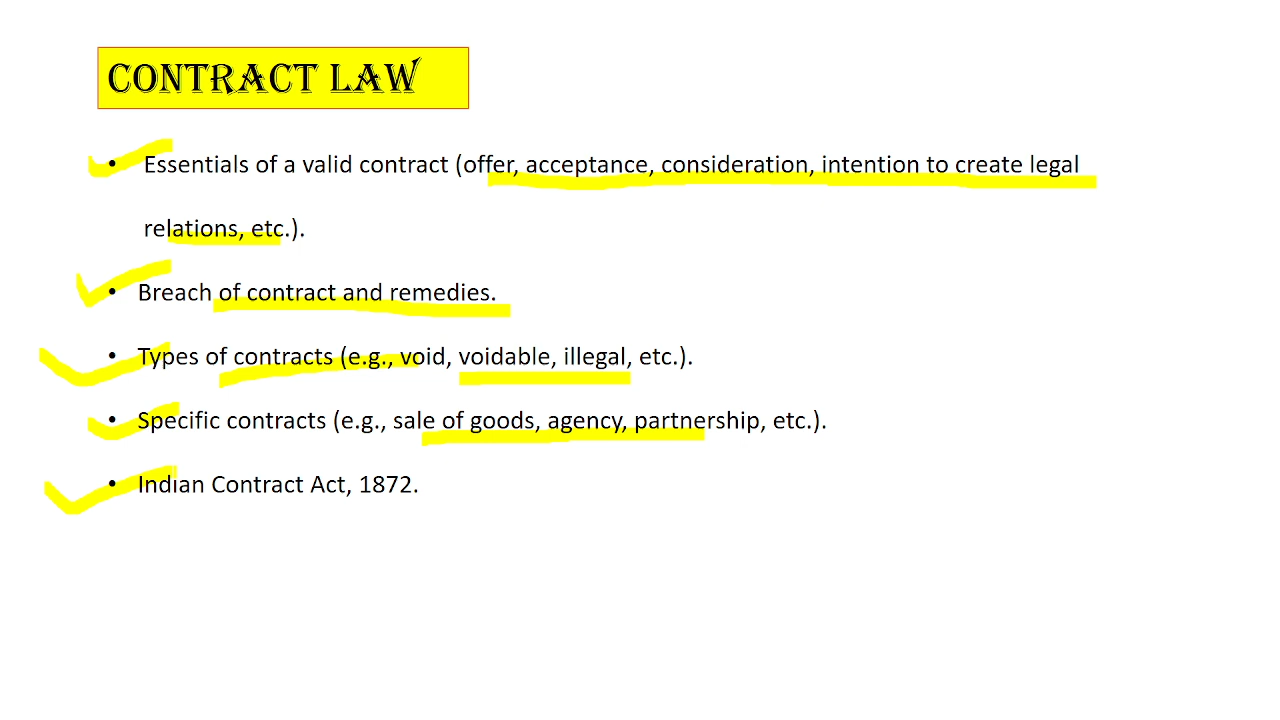 CONTRACT LAW
• Essentials of a valid contract (offer, acceptance, consideration, intention to create legal
relations, etc.).
• Breach of contract and remedies.
• Types of contracts (e.g., void, voidable, illegal, etc.).
• Specific contracts (e.g., sale of goods, agency, partnership, etc.).
• Indian Contract Act, 1872.